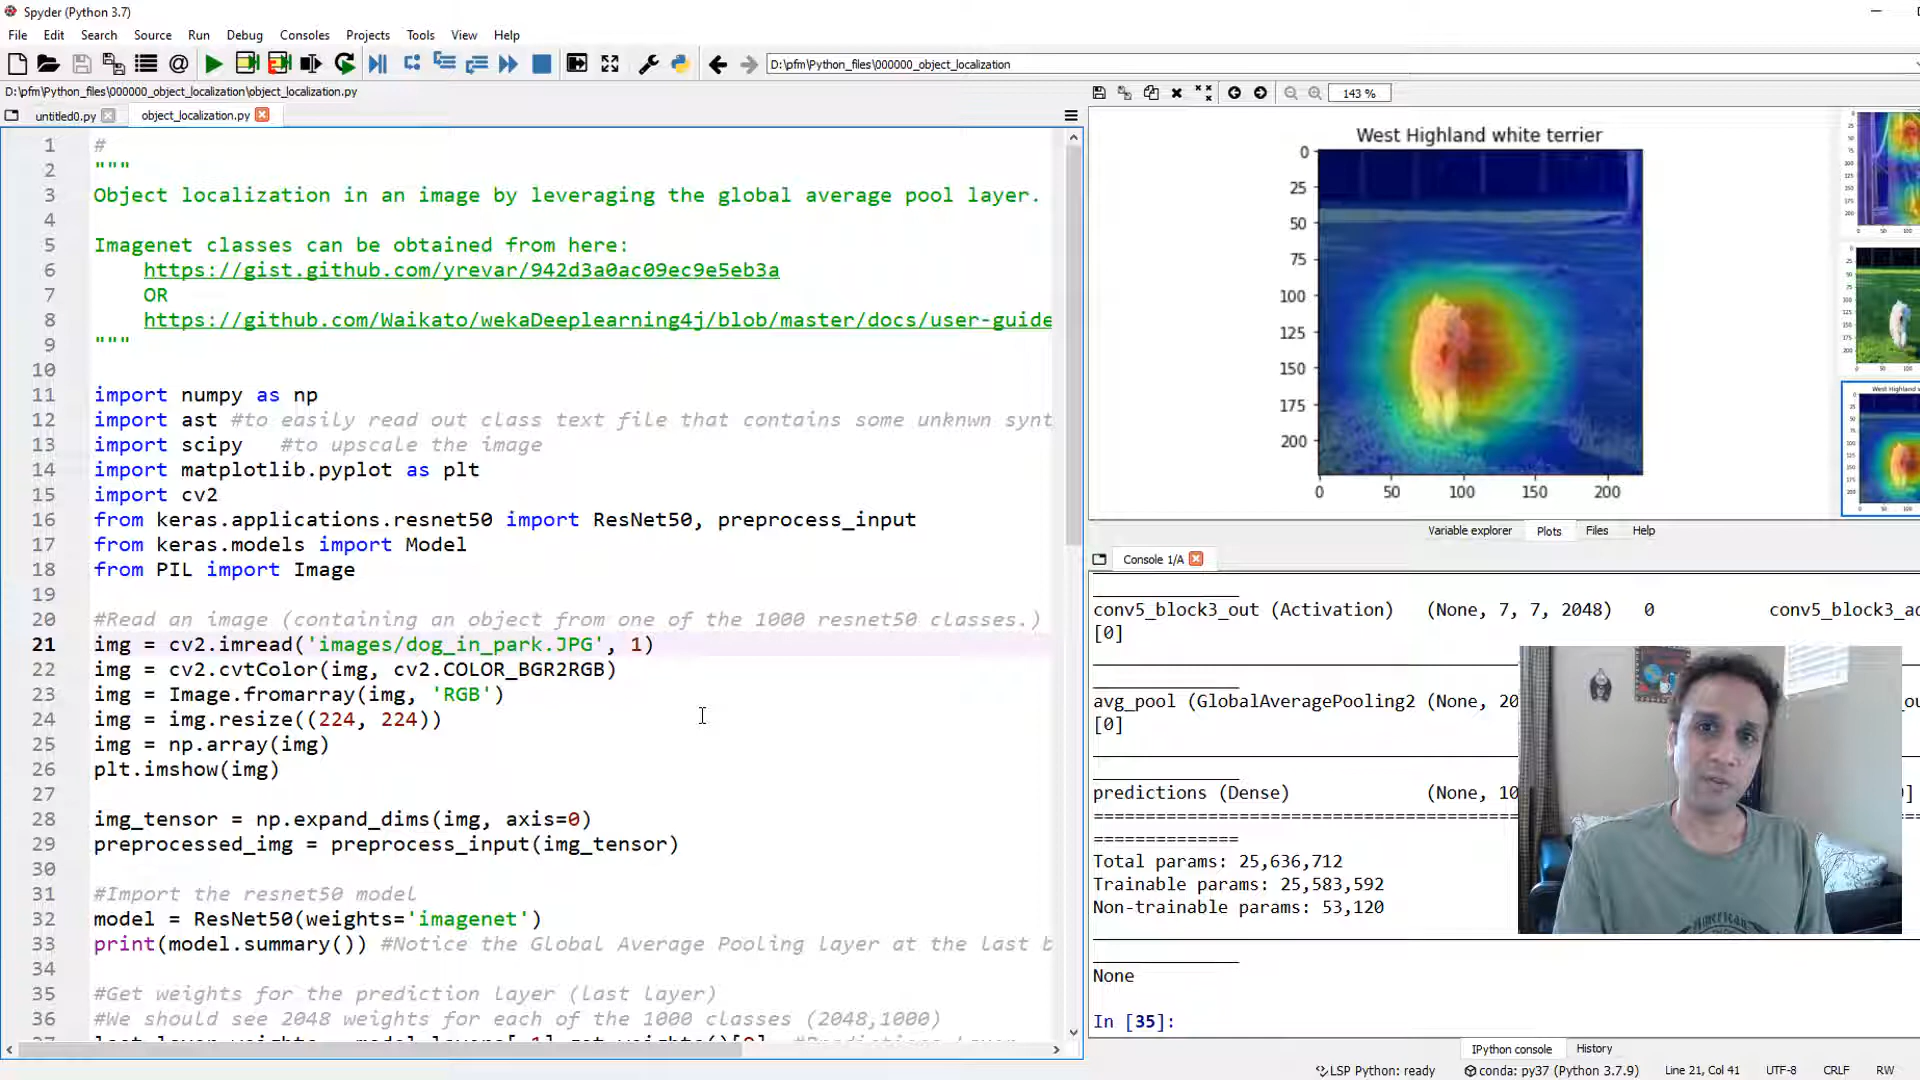 Spyder (Python 3.7)
File Edit Search Source Run Debug Consoles Projects Tools View Help
D:\pfm\Python_files\000000_object_localization
D:\pfm\Python_files\000000_object_localization\object_localization.py
untitled0.py object_localization.py
1 #
2 """
3 Object localization in an image by leveraging the global average pool layer.
4
5 Imagenet classes can be obtained from here:
6 https://gist.github.com/yrevar/942d3a0ac09ec9e5eb3a
7 OR
8 https://github.com/Waikato/wekaDeeplearning4j/blob/master/docs/user-guide
9 """
10
11 import numpy as np
12 import ast #to easily read out class text file that contains some unknwn synt
13 import scipy #to upscale the image
14 import matplotlib.pyplot as plt
15 import cv2
16 from keras.applications.resnet50 import ResNet50, preprocess_input
17 from keras.models import Model
18 from PIL import Image
19
20 #Read an image (containing an object from one of the 1000 resnet50 classes.)
21 img = cv2.imread('images/dog_in_park.JPG', 1)
22 img = cv2.cvtColor(img, cv2.COLOR_BGR2RGB)
23 img = Image.fromarray(img, 'RGB')
24 img = img.resize((224, 224))
25 img = np.array(img)
26 plt.imshow(img)
27
28 img_tensor = np.expand_dims(img, axis=0)
29 preprocessed_img = preprocess_input(img_tensor)
30
31 #Import the resnet50 model
32 model = ResNet50(weights='imagenet')
33 print(model.summary()) #Notice the Global Average Pooling layer at the last b
34
35 #Get weights for the prediction layer (last layer)
36 #We should see 2048 weights for each of the 1000 classes (2048,1000)
143 %
West Highland white terrier
0
25
50
75
100
125
150
175
200
0 50 100 150 200
Variable explorer Plots Files Help
Console 1/A
conv5_block3_out (Activation) (None, 7, 7, 2048) 0 conv5_block3_ad
[0]
avg_pool (GlobalAveragePooling2 (None, 20
[0]
predictions (Dense) (None, 10
Total params: 25,636,712
Trainable params: 25,583,592
Non-trainable params: 53,120
None
In [35]:
IPython console History
LSP Python: ready conda: py37 (Python 3.7.9) Line 21, Col 41 UTF-8 CRLF RW